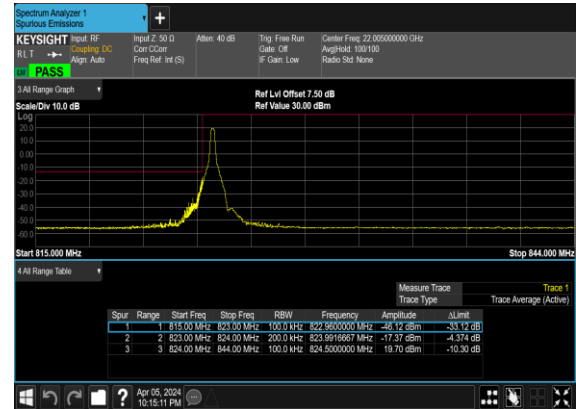 Spectrum Analyzer 1
Spurious Emissions
+
KEYSIGHT Input: RF Input Z: 50 Ω Atten: 40 dB Trig: Free Run Center Freq: 22.005000000 GHz
RLT Coupling: DC Corr CCorr Gate: Off Avg|Hold: 100/100
Align: Auto Freq Ref: Int (S) IF Gain: Low Radio Std: None
PASS
3 All Range Graph
Ref Lvl Offset 7.50 dB
Scale/Div 10.0 dB Ref Value 30.00 dBm
Log
20.0
10.0
0.00
-10.0
-20.0
-30.0
-40.0
-50.0
-60.0
Start 815.000 MHz Stop 844.000 MHz
4 All Range Table
Measure Trace Trace 1
Trace Type Trace Average (Active)
Spur Range Start Freq Stop Freq RBW Frequency Amplitude ΔLimit
1 1 815.00 MHz 823.00 MHz 100.0 kHz 822.9600000 MHz -46.12 dBm -33.12 dB
2 2 823.00 MHz 824.00 MHz 200.0 kHz 823.9916667 MHz -17.37 dBm -4.374 dB
3 3 824.00 MHz 844.00 MHz 100.0 kHz 824.5000000 MHz 19.70 dBm -10.30 dB
?
Apr 05, 2024
10:15:11 PM